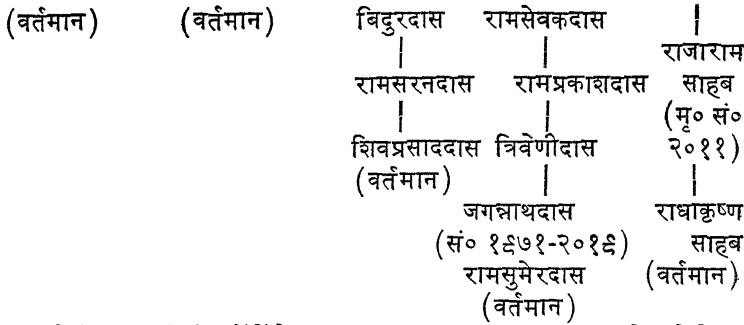 (वर्तमान) (वर्तमान) बिदुरदास रामसेवकदास
राजाराम
रामसरनदास रामप्रकाशदास साहब
(मृ० सं०
शिवप्रसाददास त्रिवेणीदास २०११)
(वर्तमान)
जगन्नाथदास राधाकृष्ण
(सं० १९७१-२०१९) साहब
रामसुमेरदास (वर्तमान)
(वर्तमान)